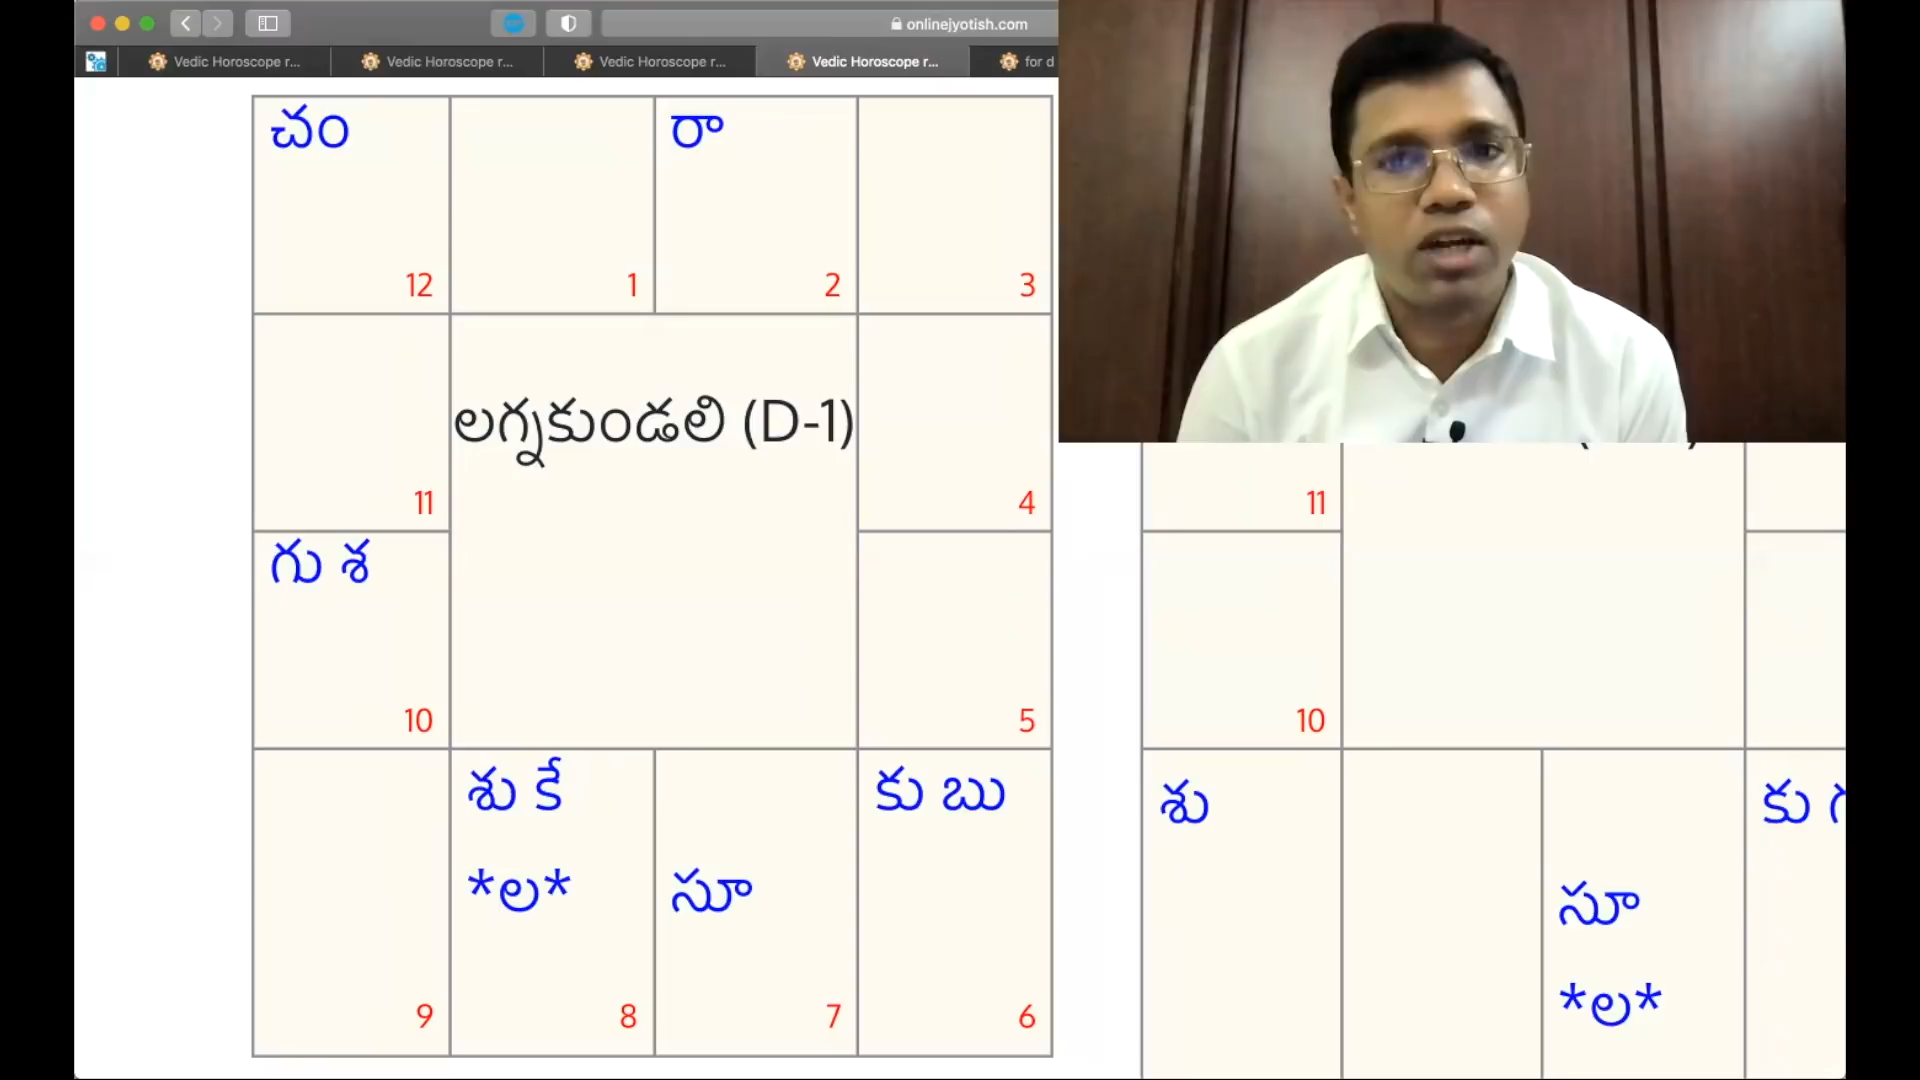 onlinejyotish.com
Vedic Horoscope r...
Vedic Horoscope r...
Vedic Horoscope r...
Vedic Horoscope r...
for d
చం
12
1
రా
2
3
11
లగ్నకుండలి (D-1)
4
గు శ
10
5
9
శు కే
*ల*
8
సూ
7
కు బు
6
11
10
శు
సూ
*ల*
కు